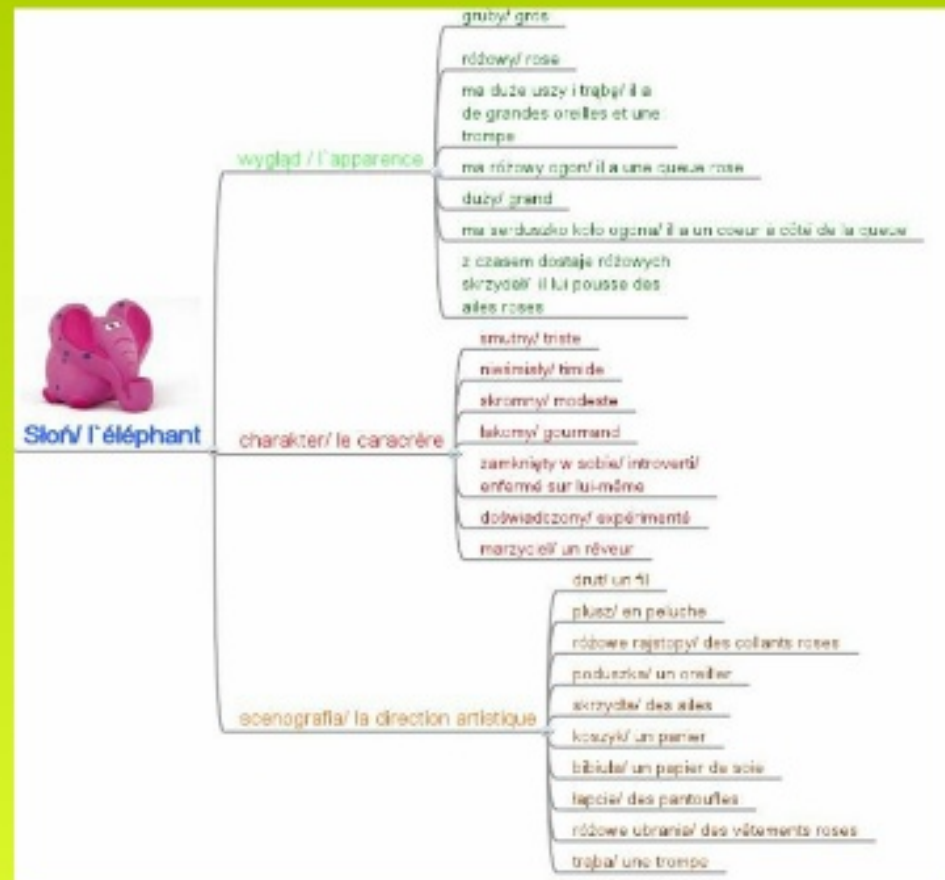 gruby/ gros
różowy/ rose
ma duże uszy i trąbę/ il a
de grandes oreilles et une
trompe
wygląd / l`apparence
ma różowy ogon/ il a une queue rose
duży/ grand
ma serduszko koło ogona/ il a un coeur à côté de la queue
z czasem dostaje różowych
skrzydeł/ il lui pousse des
ailes roses
Słoń/ l`éléphant
charakter/ le caracrère
smutny/ triste
nieśmiały/ timide
skromny/ modeste
łakomy/ gourmand
zamknięty w sobie/ introverti/
enfermé sur lui-même
doświadczony/ expérimenté
marzyciel/ un rêveur
scenografia/ la direction artistique
drut/ un fil
plusz/ en peluche
różowe rajstopy/ des collants roses
poduszka/ un oreiller
skrzydła/ des ailes
koszyk/ un panier
bibiuła/ un papier de soie
łapcie/ des pantoufles
różowe ubrania/ des vêtements roses
trąba/ une trompe